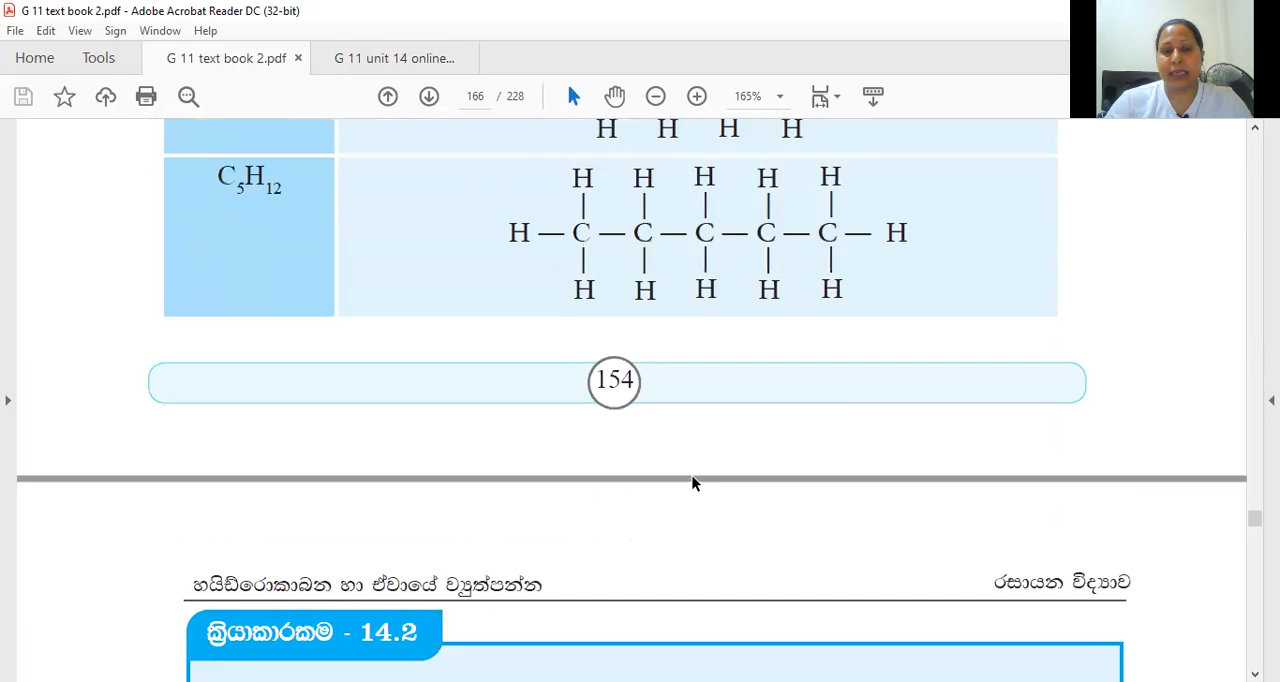 G 11 text book 2.pdf - Adobe Acrobat Reader DC (32-bit)
File Edit View Sign Window Help
Home Tools G 11 text book 2.pdf × G 11 unit 14 online...
166 / 228 165%
H H H H
C₅H₁₂
H H H H H
H — C — C — C — C — C — H
H H H H H
154
හයිඩ්‍රොකාබන හා ඒවායේ ව්‍යුත්පන්න රසායන විද්‍යාව
ක්‍රියාකාරකම - 14.2